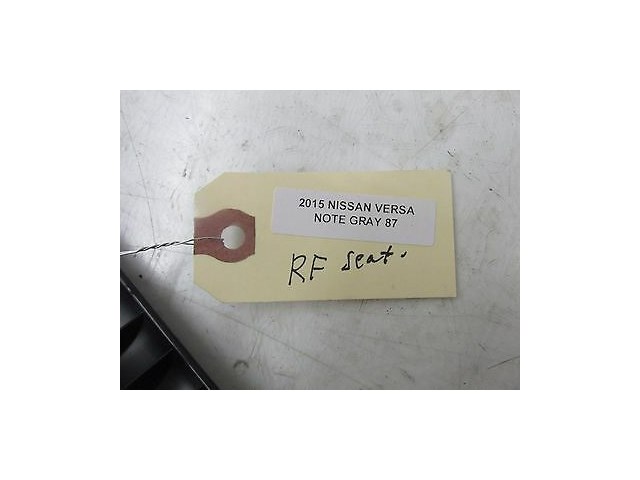 2015 NISSAN VERSA
NOTE GRAY 87
RF seat.